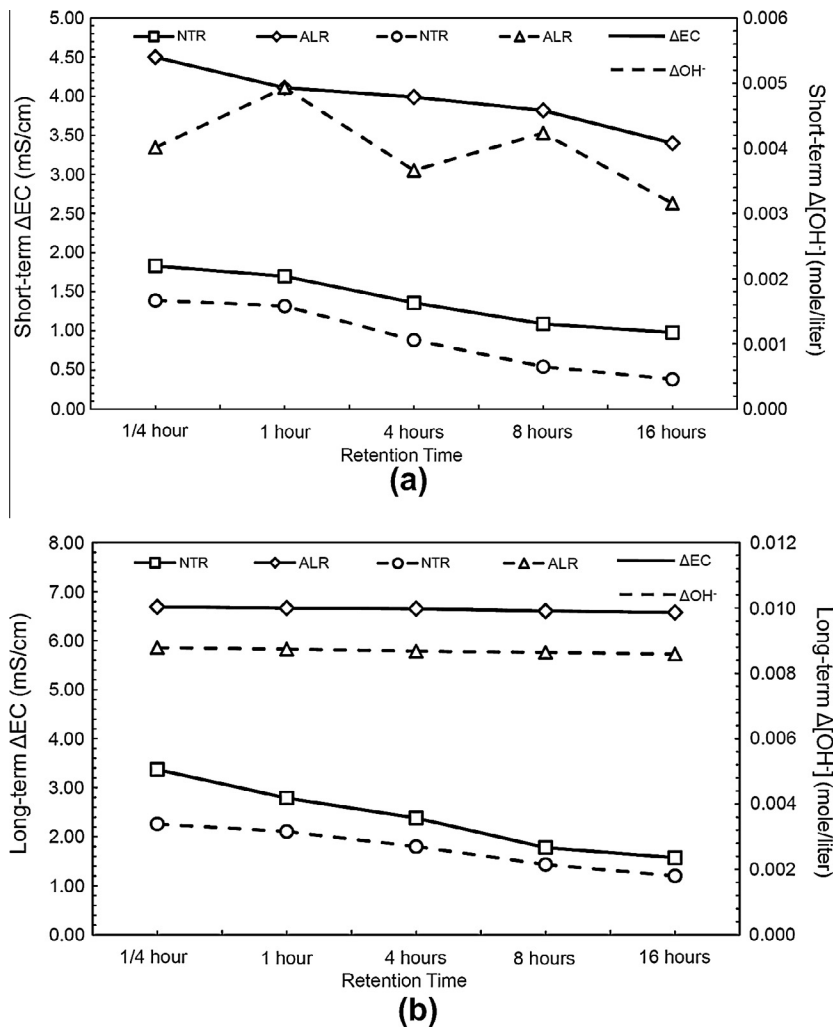 NTR ALR NTR ALR ΔEC
ΔOH-
Short-term ΔEC (mS/cm)
5.00
4.50
4.00
3.50
3.00
2.50
2.00
1.50
1.00
0.50
0.00
0.006
0.005
0.004
0.003
0.002
0.001
0.000
Short-term Δ[OH-] (mole/liter)
1/4 hour 1 hour 4 hours 8 hours 16 hours
Retention Time
(a)
NTR ALR NTR ALR ΔEC
ΔOH-
Long-term ΔEC (mS/cm)
8.00
7.00
6.00
5.00
4.00
3.00
2.00
1.00
0.00
0.012
0.010
0.008
0.006
0.004
0.002
0.000
Long-term Δ[OH-] (mole/liter)
1/4 hour 1 hour 4 hours 8 hours 16 hours
Retention Time
(b)